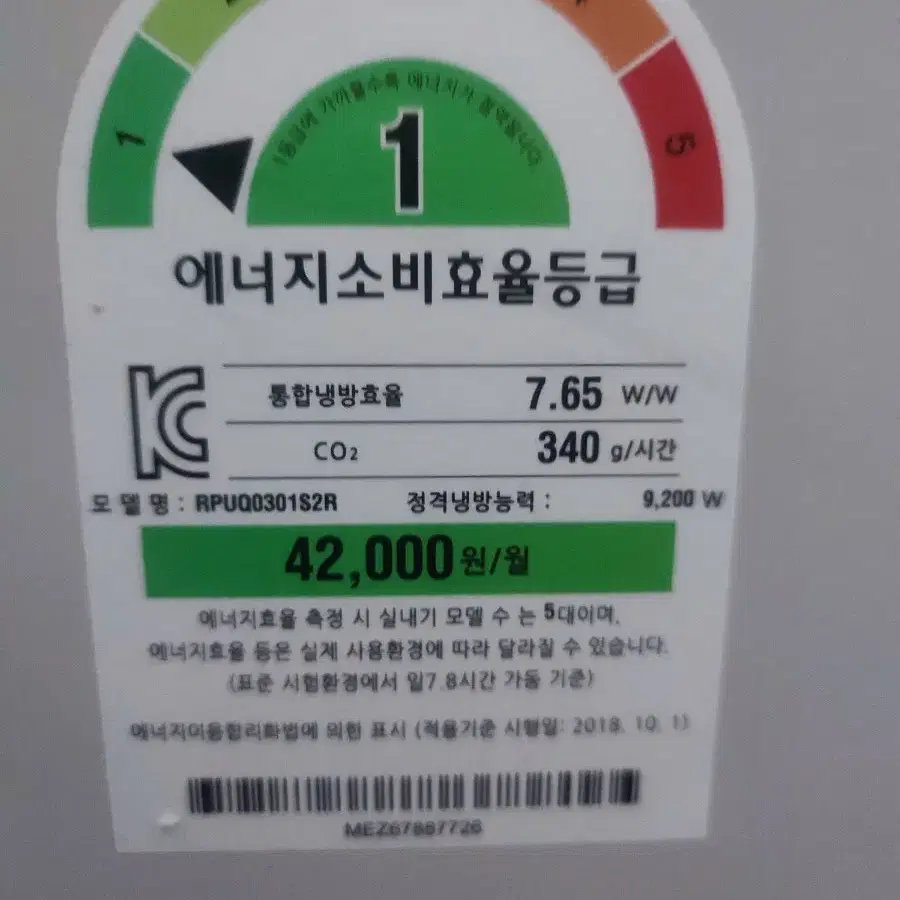 1등급에 가까울수록 에너지가 절약됩니다.
1
1
5
에너지소비효율등급
통합냉방효율 7.65 W/W
CO₂ 340 g/시간
모델명 : RPUQ0301S2R 정격냉방능력 : 9,200 W
42,000원/월
에너지효율 측정 시 실내기 모델 수 는 5대이며,
에너지효율 등은 실제 사용환경에 따라 달라질 수 있습니다.
(표준 시험환경에서 일7.8시간 가동 기준)
에너지이용합리화법에 의한 표시 (적용기준 시행일: 2018. 10. 1)
MEZ67887726